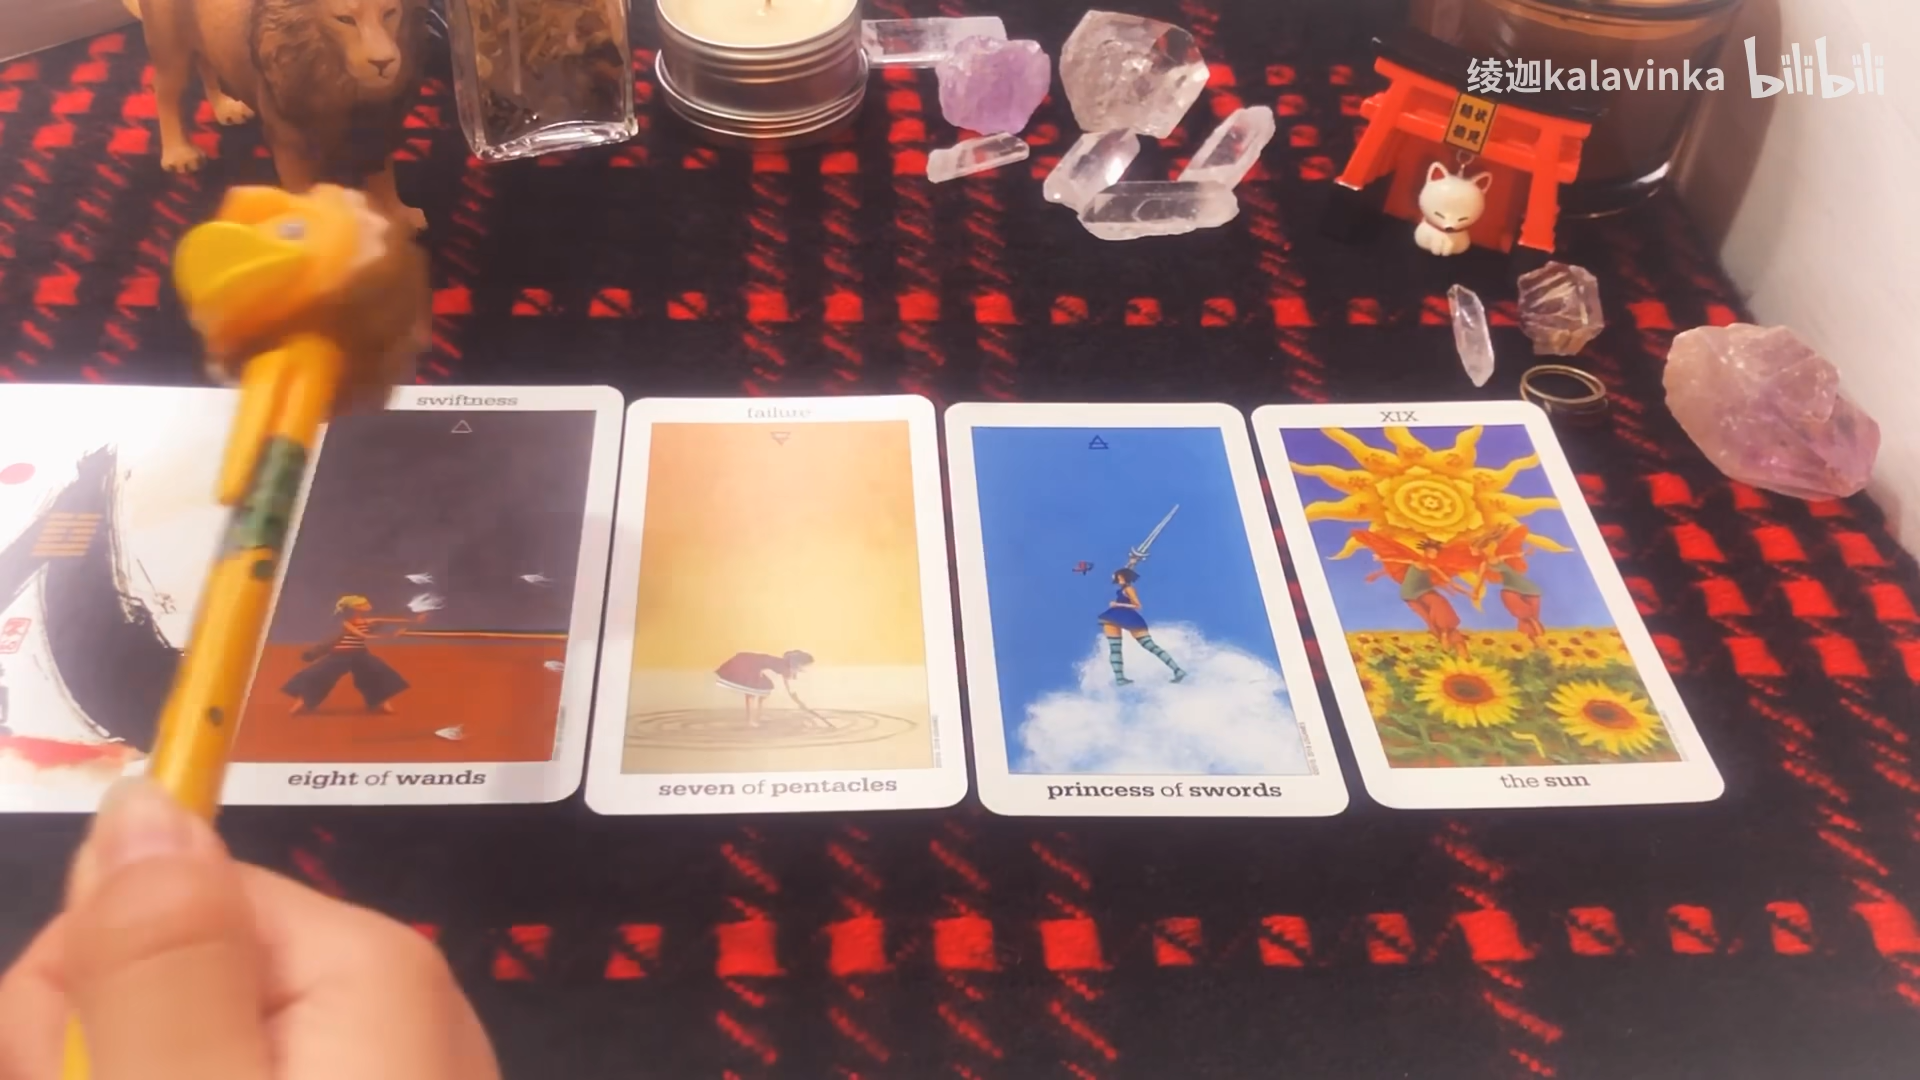 绫迦kalavinka bilibili
swiftness
failure
XIX
eight of wands
seven of pentacles
princess of swords
the sun